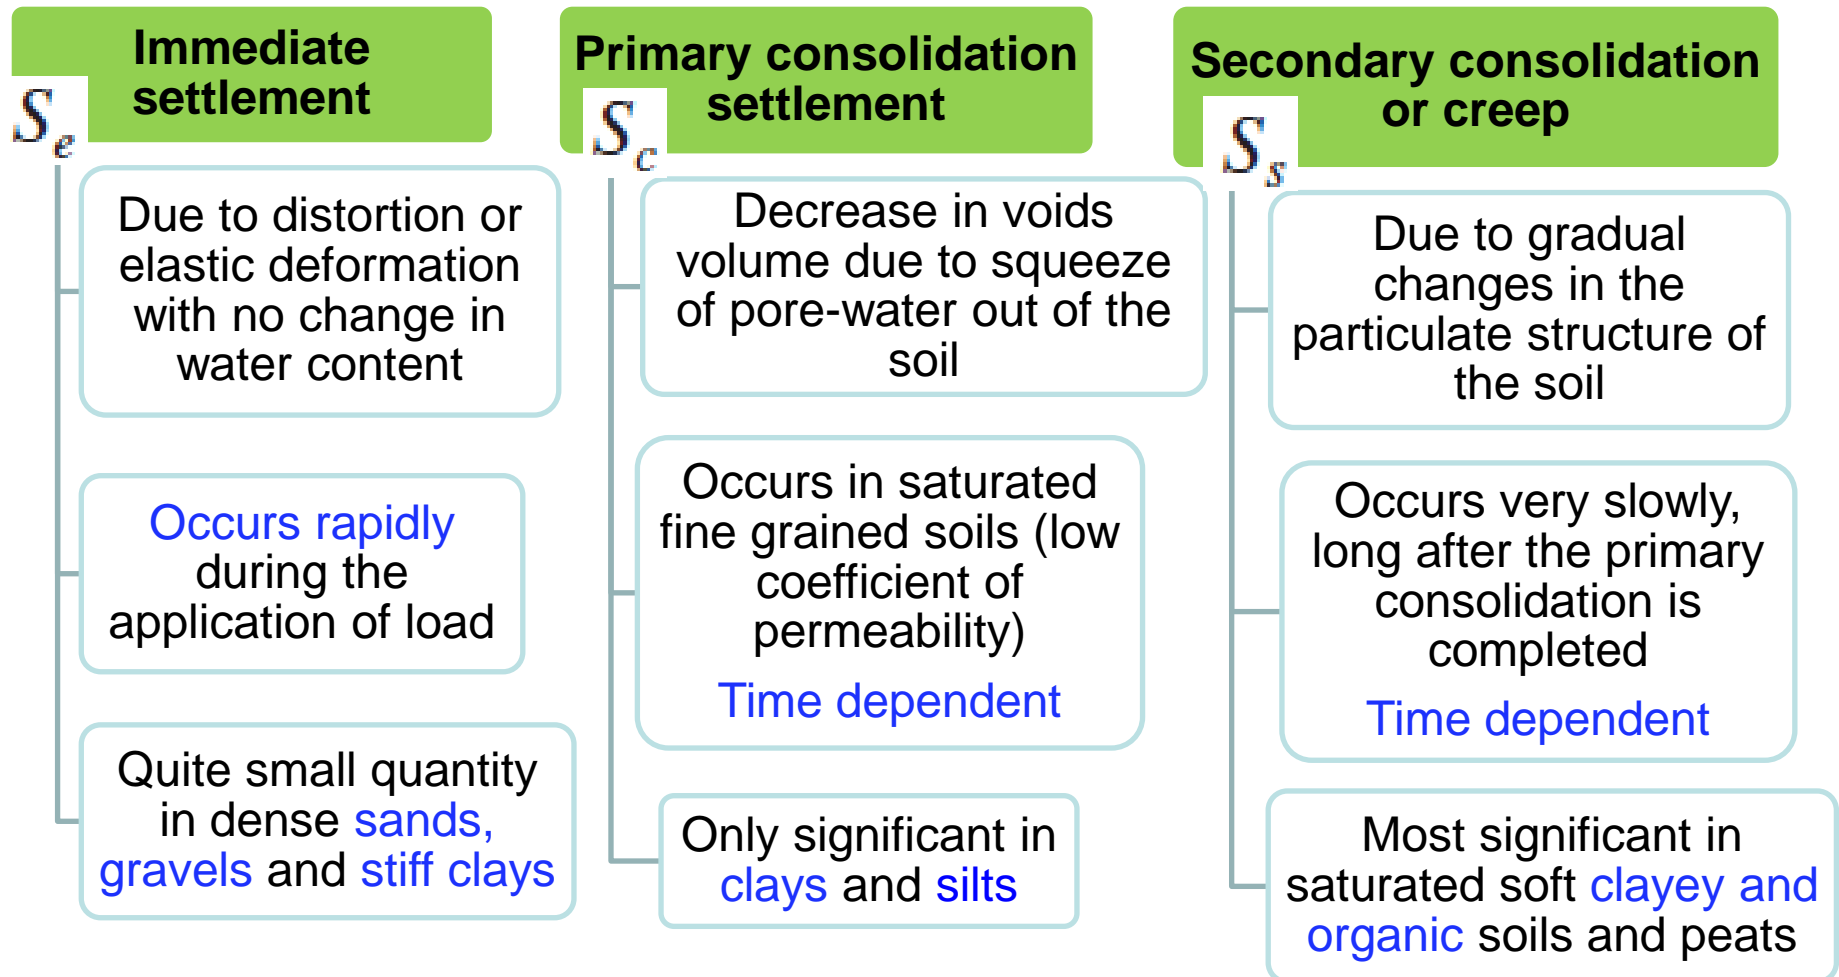 Immediate
settlement
S_e
Due to distortion or
elastic deformation
with no change in
water content
Occurs rapidly
during the
application of load
Quite small quantity
in dense sands,
gravels and stiff clays
Primary consolidation
settlement
S_c
Decrease in voids
volume due to squeeze
of pore-water out of the
soil
Occurs in saturated
fine grained soils (low
coefficient of
permeability)
Time dependent
Only significant in
clays and silts
Secondary consolidation
or creep
S_s
Due to gradual
changes in the
particulate structure of
the soil
Occurs very slowly,
long after the primary
consolidation is
completed
Time dependent
Most significant in
saturated soft clayey and
organic soils and peats